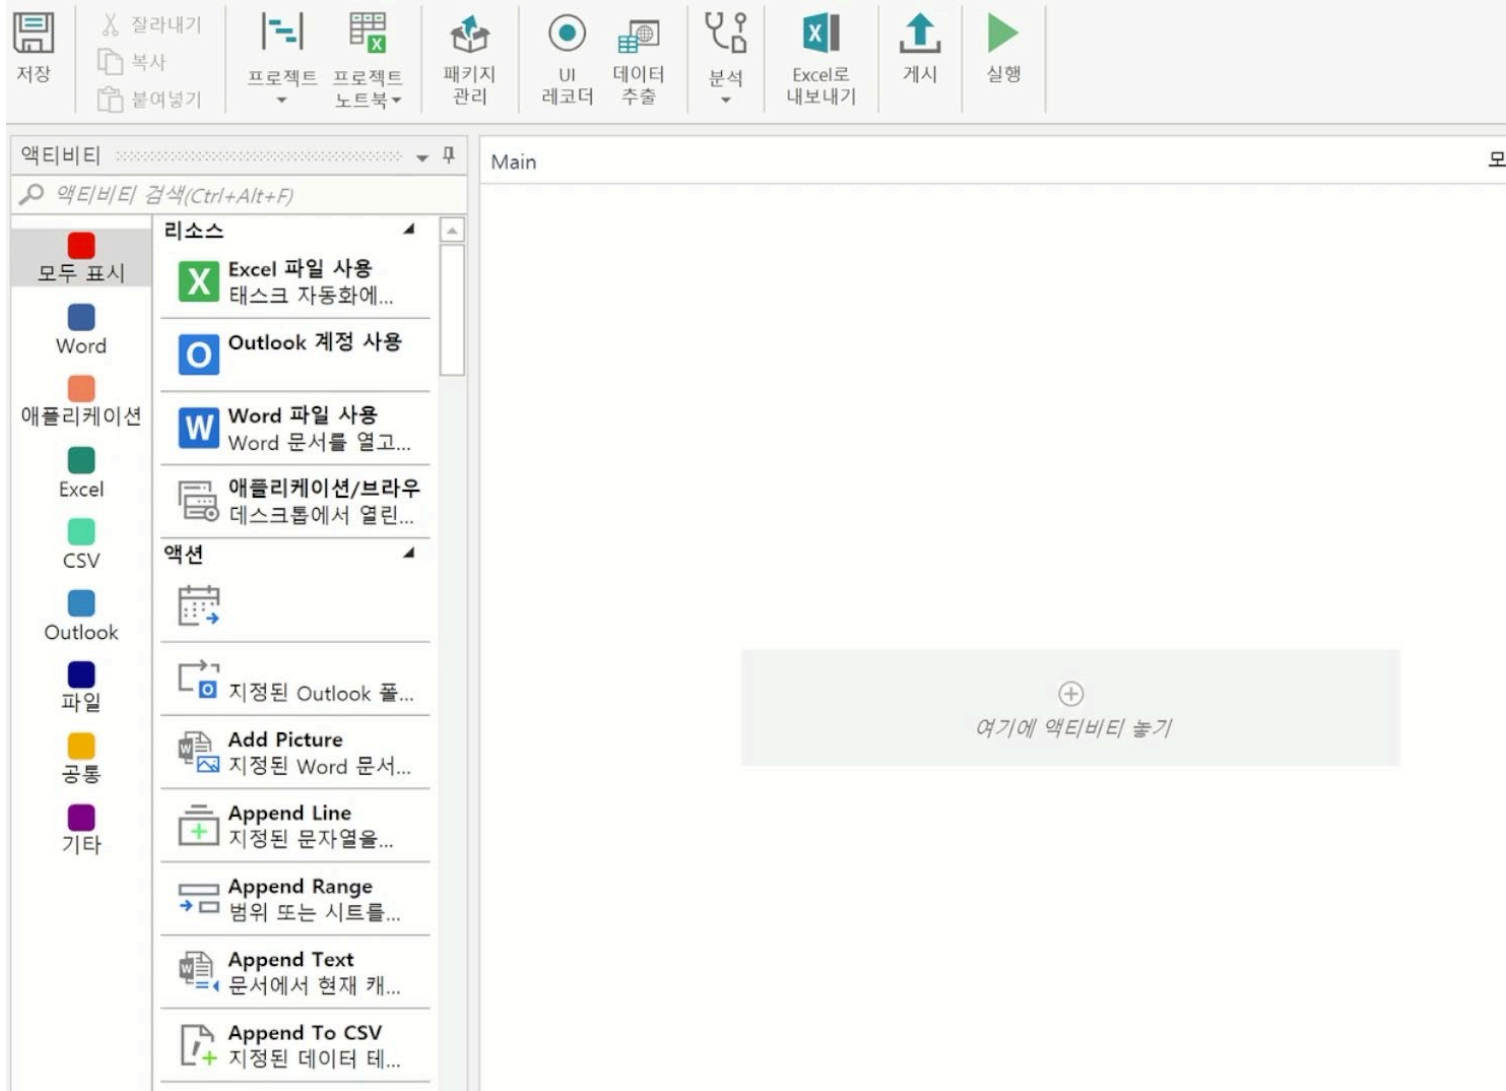 저장
잘라내기
복사
붙여넣기
프로젝트
프로젝트
노트북
X
패키지
관리
UI
레코더
데이터
추출
분석
X
Excel로
내보내기
게시
실행
액티비티
액티비티 검색(Ctrl+Alt+F)
모두 표시
Word
애플리케이션
Excel
CSV
Outlook
파일
공통
기타
리소스
X
Excel 파일 사용
태스크 자동화에...
O
Outlook 계정 사용
W
Word 파일 사용
Word 문서를 열고...
애플리케이션/브라우
데스크톱에서 열린...
액션
O
지정된 Outlook 폴...
W
Add Picture
지정된 Word 문서...
Append Line
지정된 문자열을...
Append Range
범위 또는 시트를...
W
Append Text
문서에서 현재 캐...
Append To CSV
지정된 데이터 테...
Main
모
여기에 액티비티 놓기